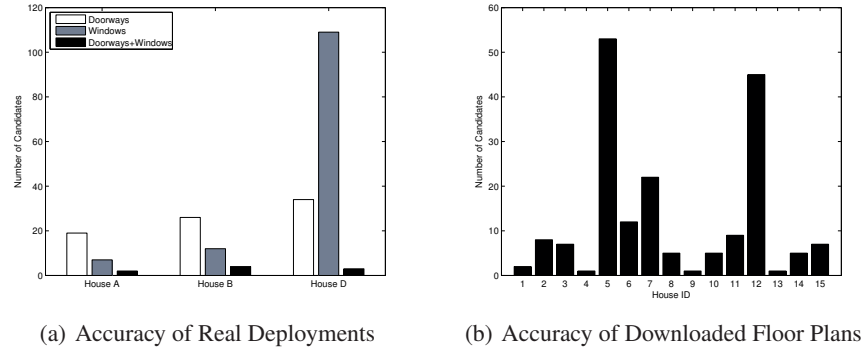 120
100
80
60
40
20
0
Number of Candidates
Doorways
Windows
Doorways+Windows
House A House B House D
(a) Accuracy of Real Deployments
60
50
40
30
20
10
0
Number of Candidates
1 2 3 4 5 6 7 8 9 10 11 12 13 14 15
House ID
(b) Accuracy of Downloaded Floor Plans